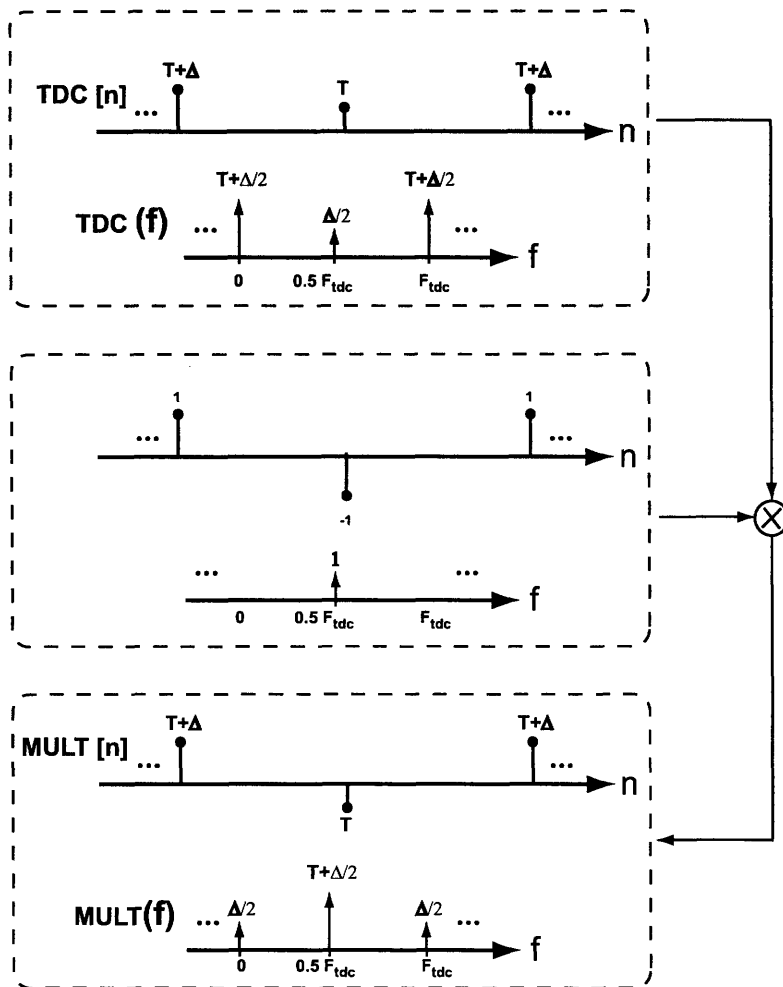 T+Δ T T+Δ
TDC [n] ... ... n
T+Δ/2 Δ/2 T+Δ/2
TDC (f) ... ... f
0 0.5 F_tdc F_tdc
1 1
... ... n
-1
1
... ... f
0 0.5 F_tdc F_tdc
×
T+Δ T+Δ
MULT [n] ... ... n
T
T+Δ/2
MULT(f) ... Δ/2 Δ/2 ... f
0 0.5 F_tdc F_tdc